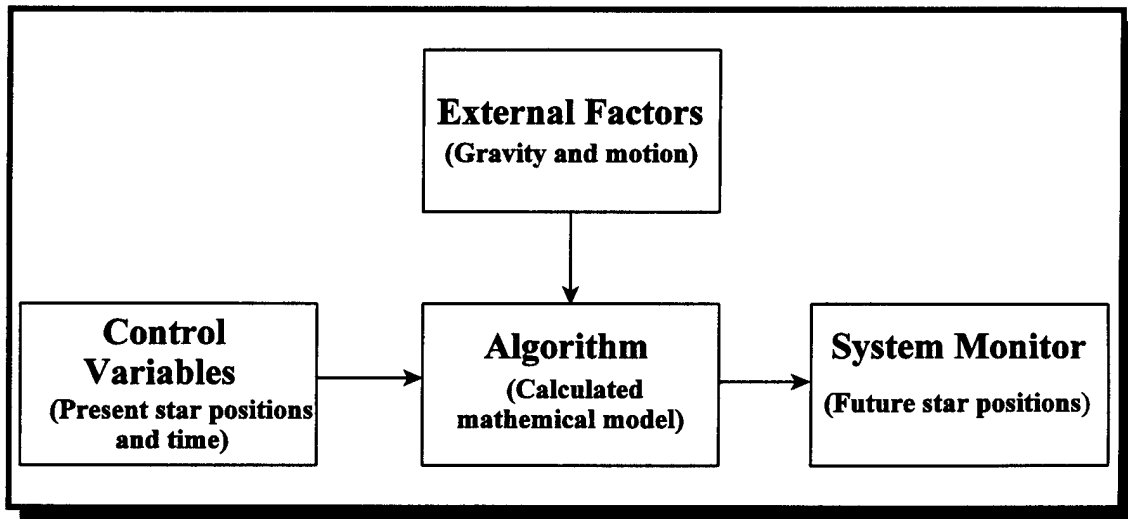 External Factors
(Gravity and motion)
Control
Variables
(Present star positions
and time)
Algorithm
(Calculated
mathemical model)
System Monitor
(Future star positions)